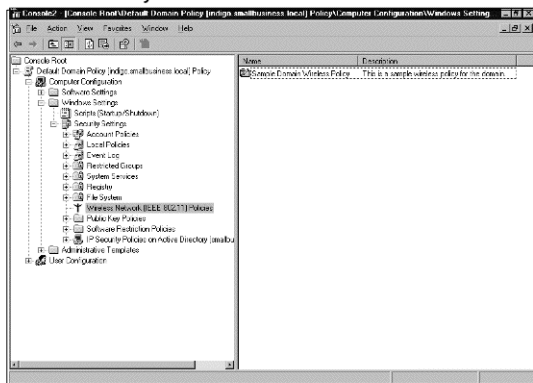 Console2 - [Console Root\Default Domain Policy [indigo.smallbusiness.local] Policy\Computer Configuration\Windows Setting
File Action View Favorites Window Help
Console Root
Default Domain Policy [indigo.smallbusiness.local] Policy
Computer Configuration
Software Settings
Windows Settings
Scripts (Startup/Shutdown)
Security Settings
Account Policies
Local Policies
Event Log
Restricted Groups
System Services
Registry
File System
Wireless Network (IEEE 802.11) Policies
Public Key Policies
Software Restriction Policies
IP Security Policies on Active Directory (smallbu
Administrative Templates
User Configuration
Name Description
Sample Domain Wireless Policy This is a sample wireless policy for the domain.